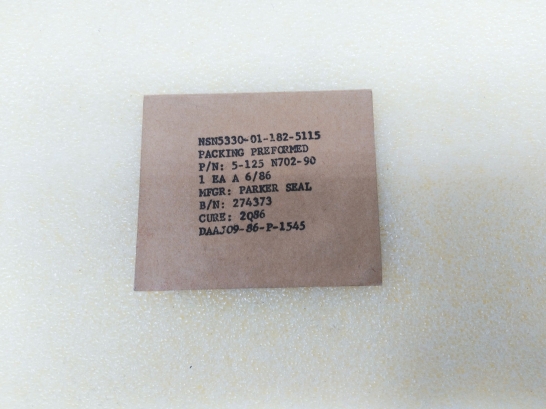 NSN5330-01-182-5115
PACKING PREFORMED
P/N: 5-125 N702-90
1 EA A 6/86
MFGR: PARKER SEAL
B/N: 274373
CURE: 2Q86
DAAJ09-86-P-1545